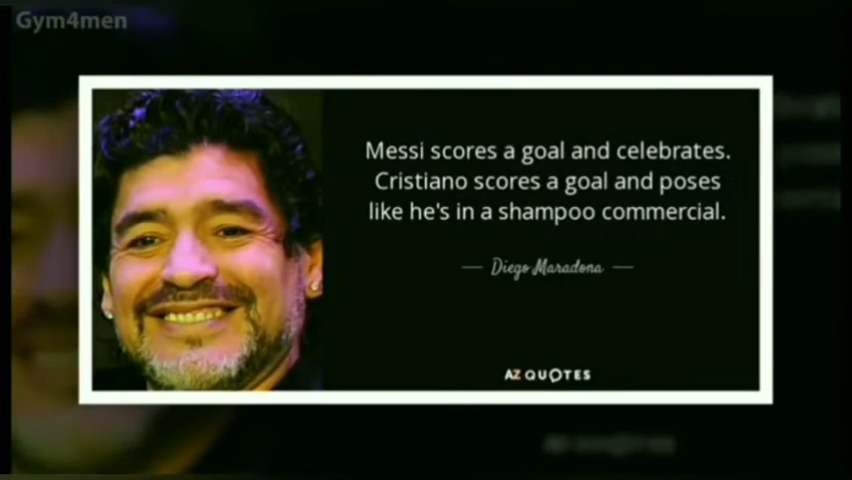 Gym4men
Messi scores a goal and celebrates.
Cristiano scores a goal and poses
like he's in a shampoo commercial.
Diego Maradona
AZ QUOTES